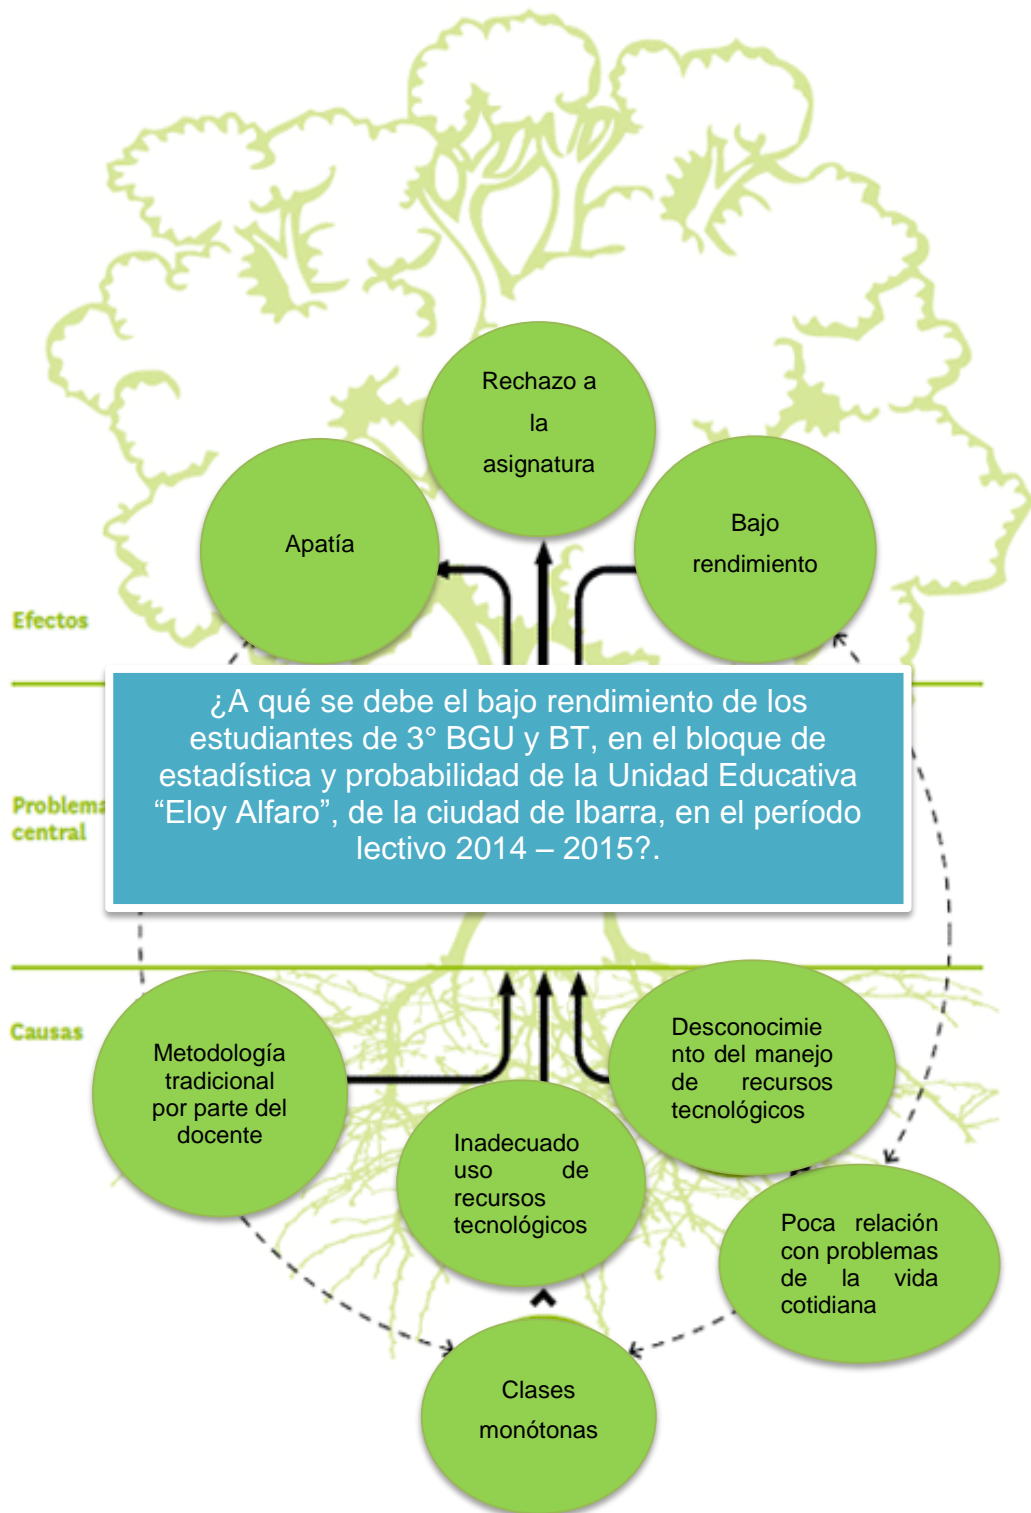 Rechazo a
la
asignatura
Apatía
Bajo
rendimiento
Efectos
¿A qué se debe el bajo rendimiento de los
estudiantes de 3° BGU y BT, en el bloque de
estadística y probabilidad de la Unidad Educativa
“Eloy Alfaro”, de la ciudad de Ibarra, en el período
lectivo 2014 – 2015?.
Problema
central
Causas
Metodología
tradicional
por parte del
docente
Inadecuado
uso de
recursos
tecnológicos
Desconocimie
nto del manejo
de recursos
tecnológicos
Poca relación
con problemas
de la vida
cotidiana
Clases
monótonas